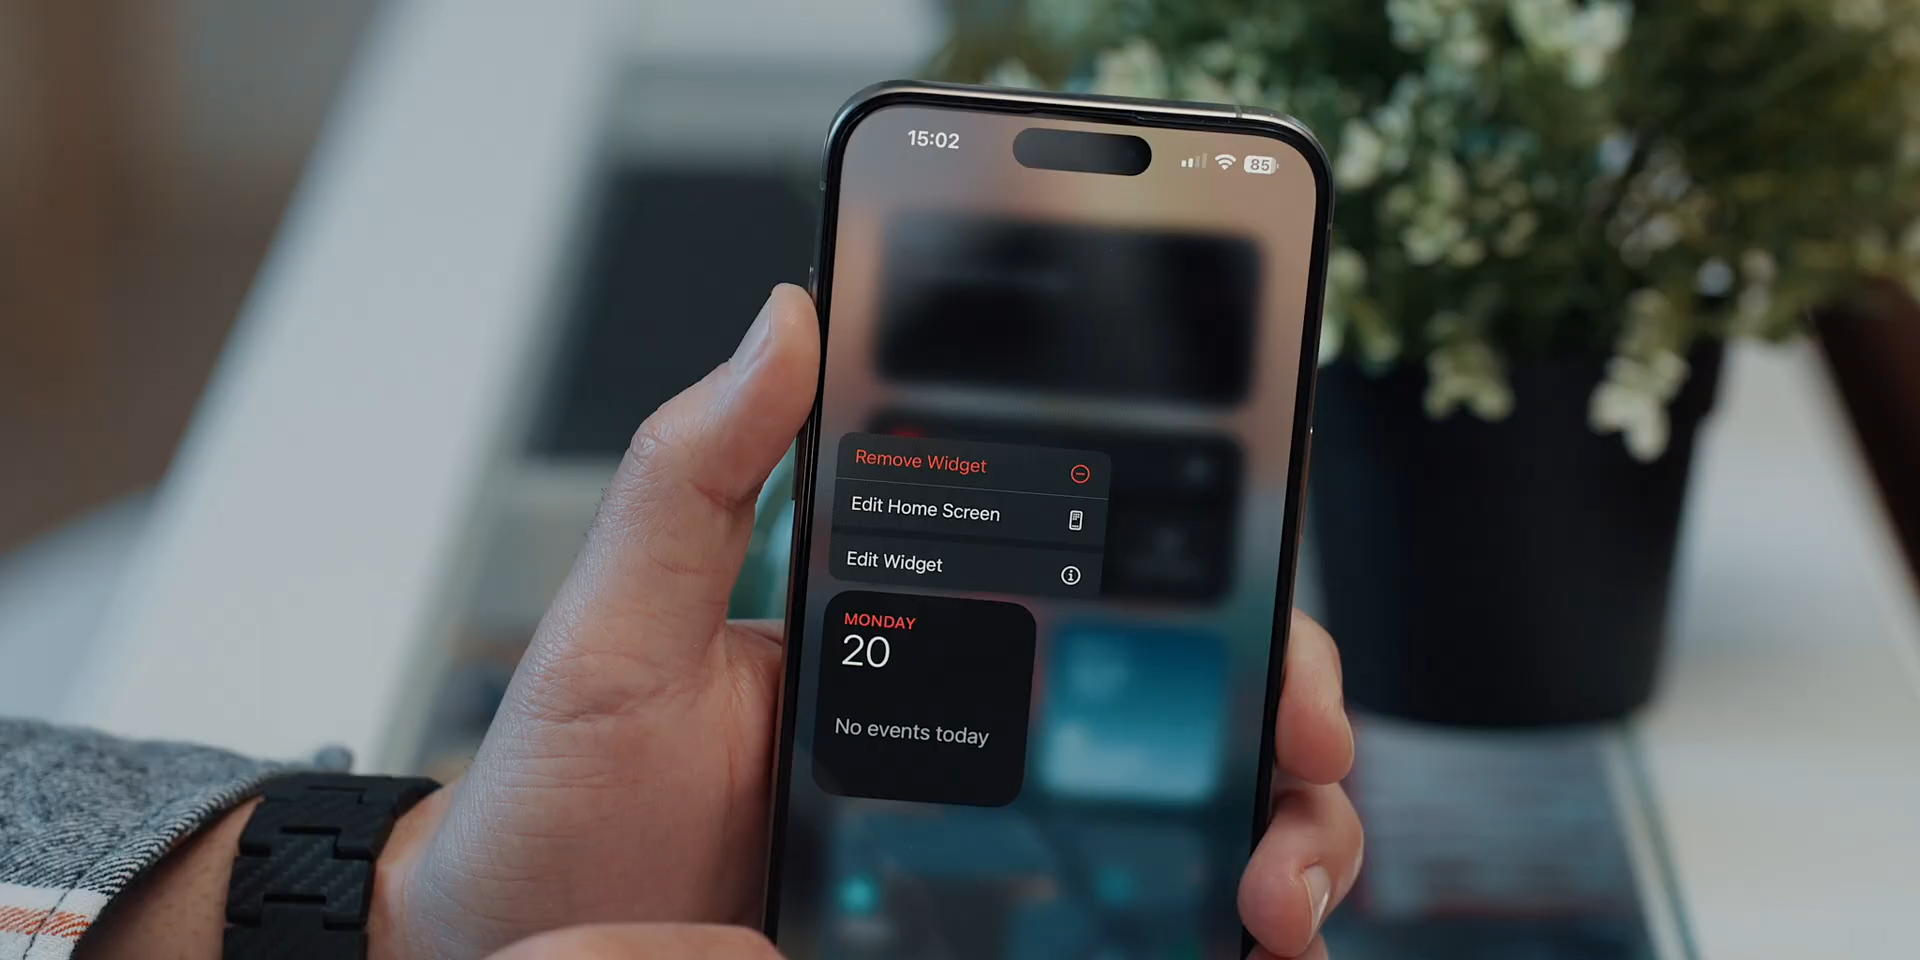 15:02
85
Remove Widget
Edit Home Screen
Edit Widget
MONDAY
20
No events today